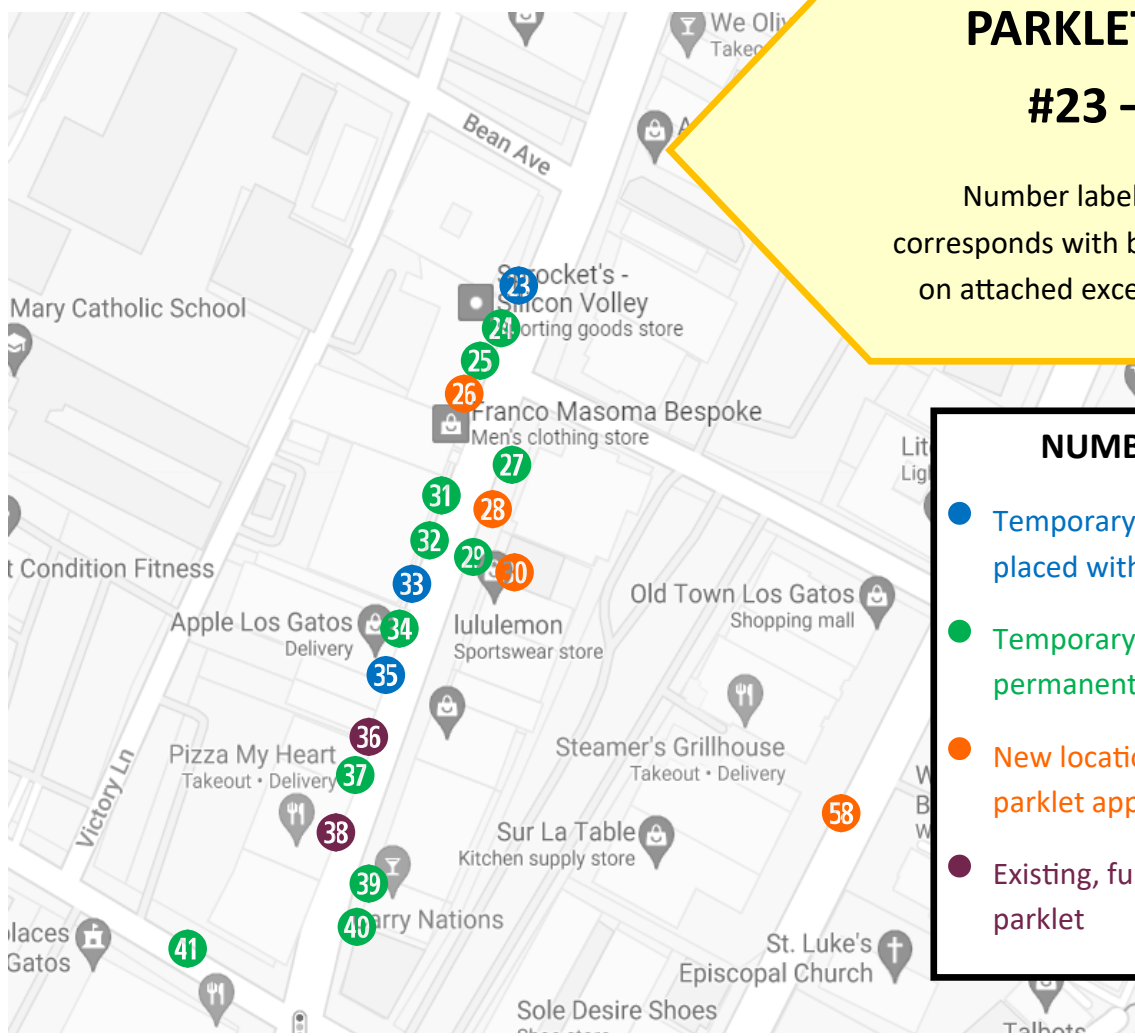 We Oliv
Takeo
PARKLET
#23 –
Number label
corresponds with b
on attached exce
Bean Ave
Sprocket's -
Silicon Volley
Sporting goods store
23
24
25
26
Mary Catholic School
Franco Masoma Bespoke
Men's clothing store
27
31
28
32
29
30
33
t Condition Fitness
Apple Los Gatos
Delivery
34
lululemon
Sportswear store
35
Old Town Los Gatos
Shopping mall
36
Pizza My Heart
Takeout • Delivery
37
38
Steamer's Grillhouse
Takeout • Delivery
58
Victory Ln
Sur La Table
Kitchen supply store
39
40
arry Nations
41
laces
Gatos
St. Luke's
Episcopal Church
Sole Desire Shoes
Shoe store
Talbots
Lit
Lig
W
B
W
NUMB
Temporary
placed with
Temporary
permanent
New locatio
parklet app
Existing, fu
parklet